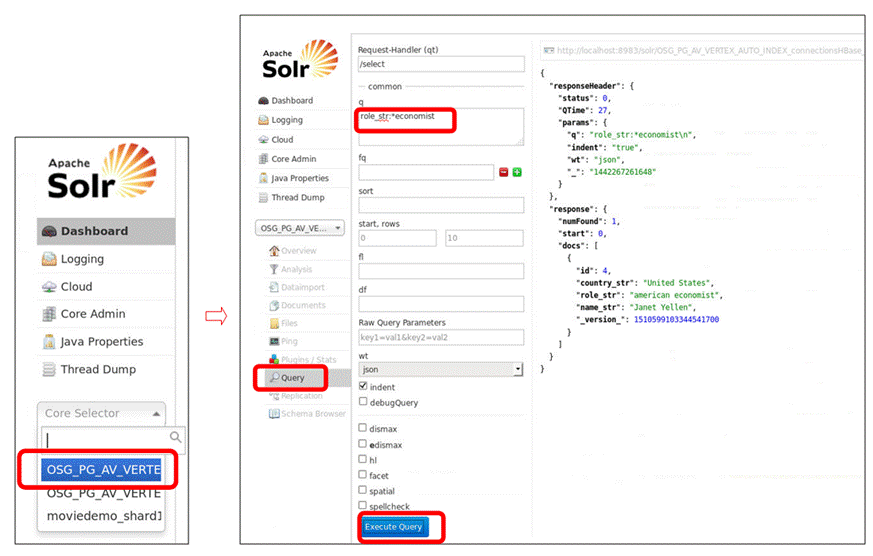 Apache
Solr
Dashboard
Logging
Cloud
Core Admin
Java Properties
Thread Dump
Core Selector
OSG_PG_AV_VERTE
OSG_PG_AV_VERTE
moviedemo_shard1
Apache
Solr
Dashboard
Logging
Cloud
Core Admin
Java Properties
Thread Dump
OSG_PG_AV_VE...
Overview
Analysis
Dataimport
Documents
Files
Ping
Plugins / Stats
Query
Replication
Schema Browser
Request-Handler (qt)
/select
common
q
role_str:*economist
fq
sort
start, rows
0 10
fl
df
Raw Query Parameters
key1=val1&key2=val2
wt
json
indent
debugQuery
dismax
edismax
hl
facet
spatial
spellcheck
Execute Query
http://localhost:8983/solr/OSG_PG_AV_VERTEX_AUTO_INDEX_connectionsHBase_
{
"responseHeader": {
"status": 0,
"QTime": 27,
"params": {
"q": "role_str:*economist\n",
"indent": "true",
"wt": "json",
"_": "1442267261648"
}
},
"response": {
"numFound": 1,
"start": 0,
"docs": [
{
"id": 4,
"country_str": "United States",
"role_str": "american economist",
"name_str": "Janet Yellen",
"_version_": 1510599103344541700
}
]
}
}